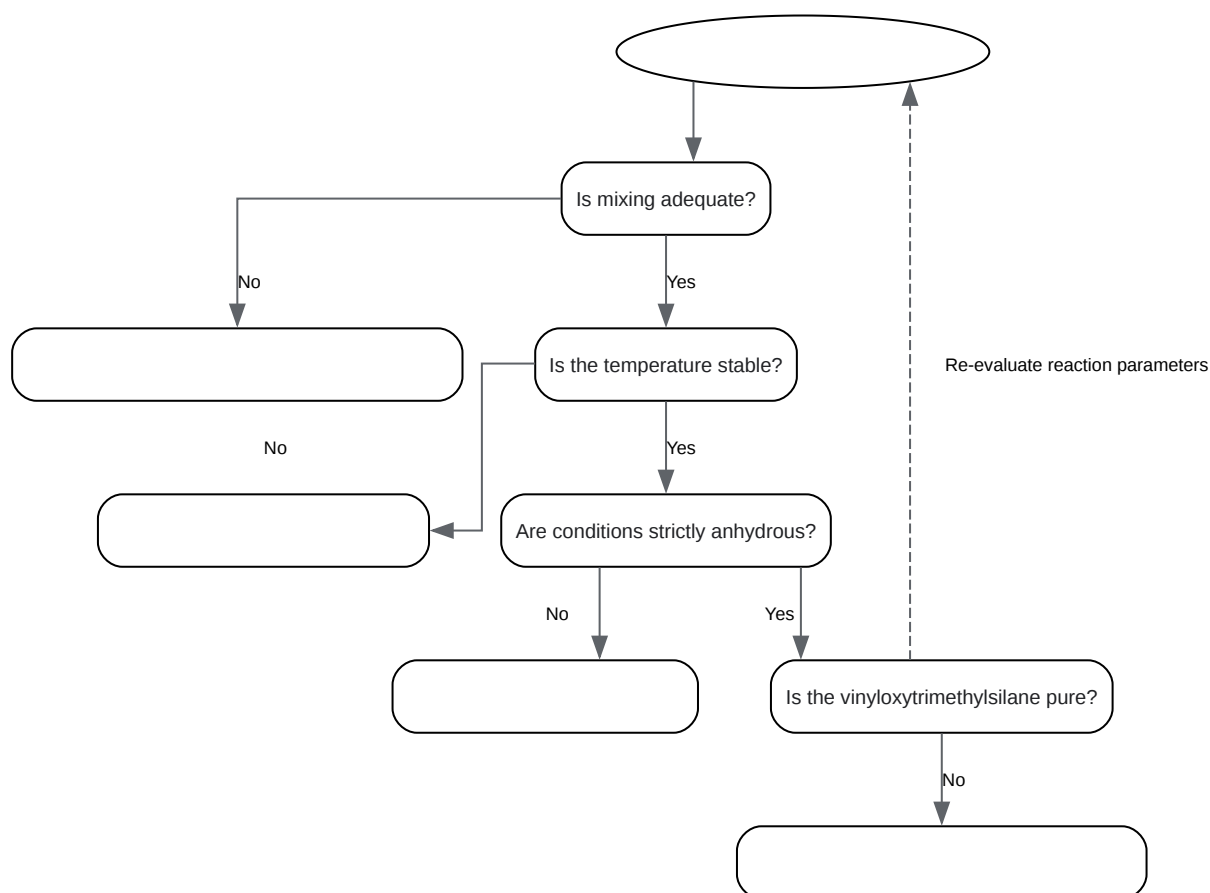 Is mixing adequate?
No
Yes
Is the temperature stable?
Re-evaluate reaction parameters
No
Yes
Are conditions strictly anhydrous?
No
Yes
Is the vinyloxytrimethylsilane pure?
No